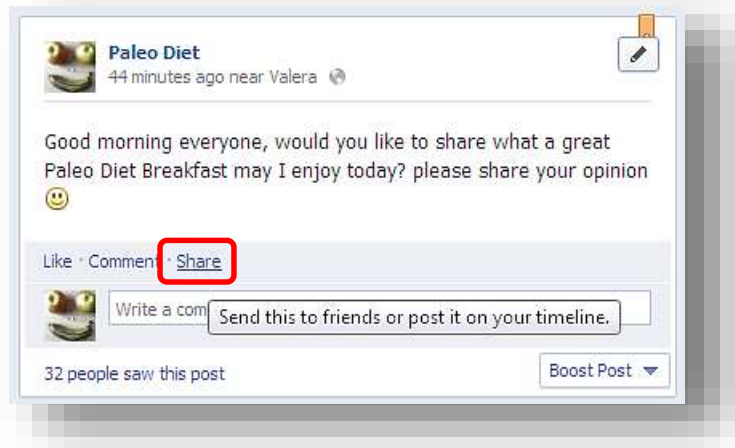 Paleo Diet
44 minutes ago near Valera
Good morning everyone, would you like to share what a great
Paleo Diet Breakfast may I enjoy today? please share your opinion
Like · Comment · Share
Write a com
Send this to friends or post it on your timeline.
32 people saw this post
Boost Post